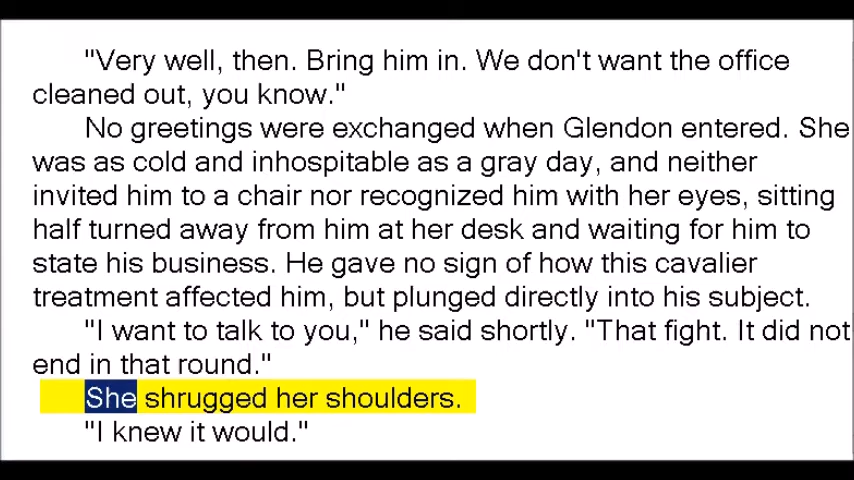 "Very well, then. Bring him in. We don't want the office
cleaned out, you know."
No greetings were exchanged when Glendon entered. She
was as cold and inhospitable as a gray day, and neither
invited him to a chair nor recognized him with her eyes, sitting
half turned away from him at her desk and waiting for him to
state his business. He gave no sign of how this cavalier
treatment affected him, but plunged directly into his subject.
"I want to talk to you," he said shortly. "That fight. It did not
end in that round."
She shrugged her shoulders.
"I knew it would."